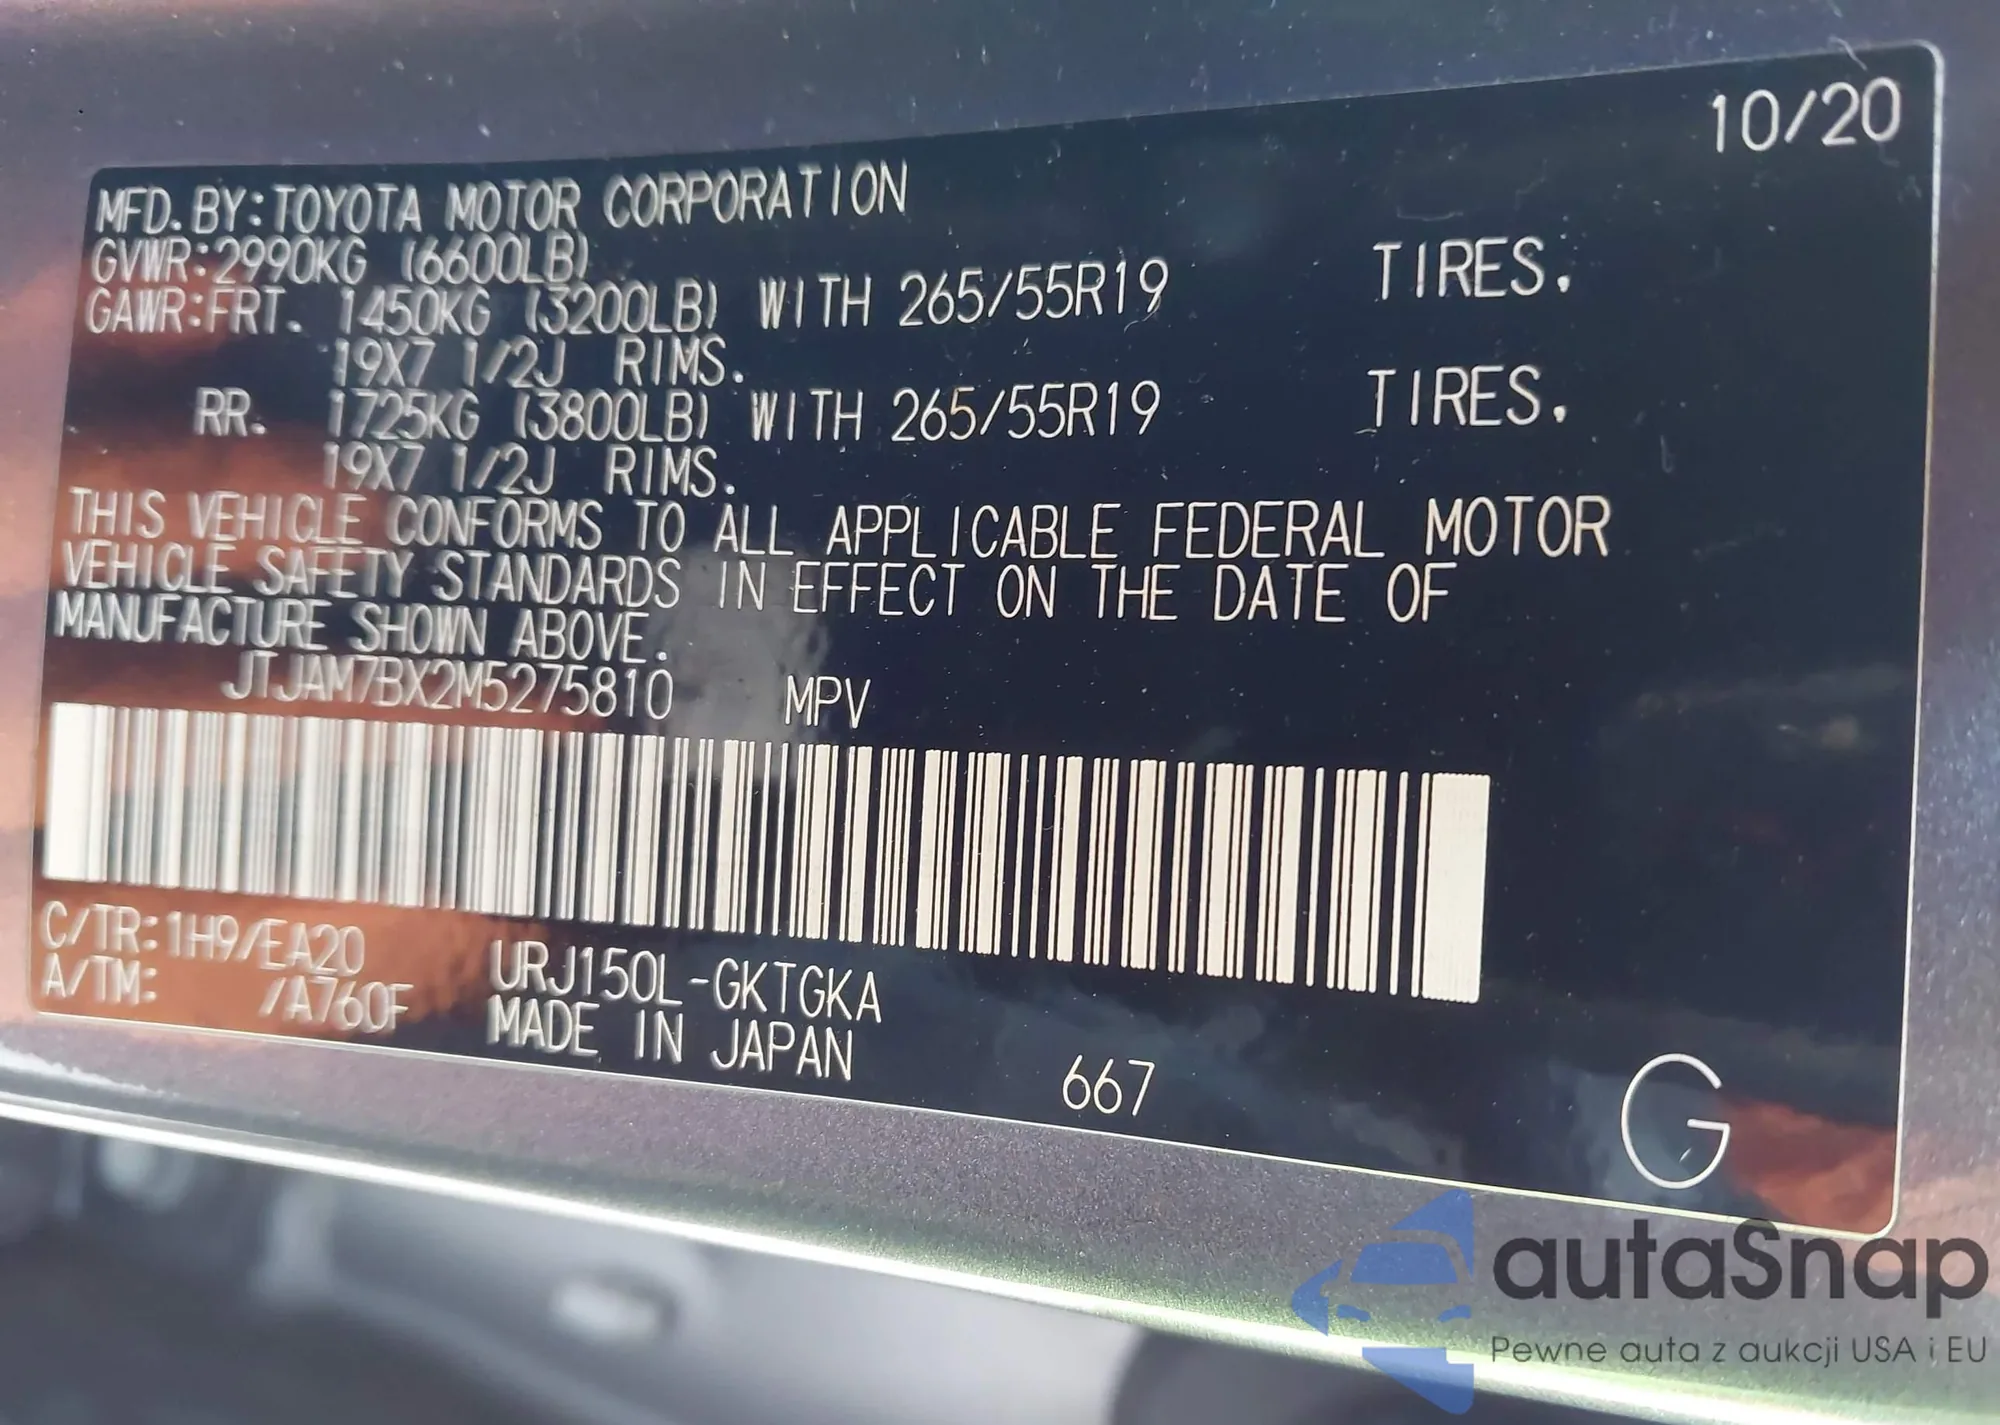 10/20
MFD. BY: TOYOTA MOTOR CORPORATION
GVWR: 2990KG (6600LB)
GAWR: FRT. 1450KG (3200LB) WITH 265/55R19 TIRES,
19X7 1/2J RIMS.
RR. 1725KG (3800LB) WITH 265/55R19 TIRES,
19X7 1/2J RIMS.
THIS VEHICLE CONFORMS TO ALL APPLICABLE FEDERAL MOTOR
VEHICLE SAFETY STANDARDS IN EFFECT ON THE DATE OF
MANUFACTURE SHOWN ABOVE.
JTJAM7BX2M5275810 MPV
C/TR: 1H9/EA20 URJ150L-GKTGKA
A/TM: /A760F MADE IN JAPAN
667
G
autaSnap
Pewne auta z aukcji USA i EU